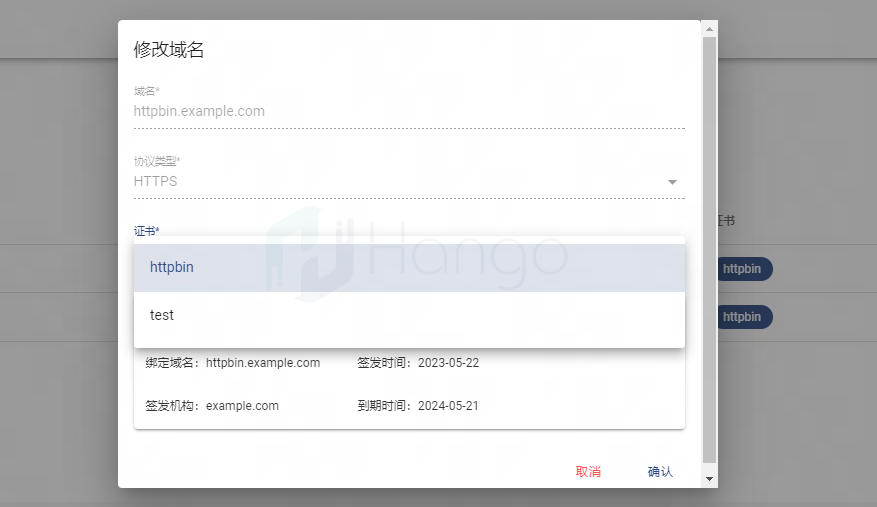 修改域名
域名*
httpbin.example.com
协议类型*
HTTPS
证书*
Hango
httpbin
test
绑定域名：httpbin.example.com 签发时间：2023-05-22
签发机构：example.com 到期时间：2024-05-21
取消 确认
证书
httpbin
httpbin